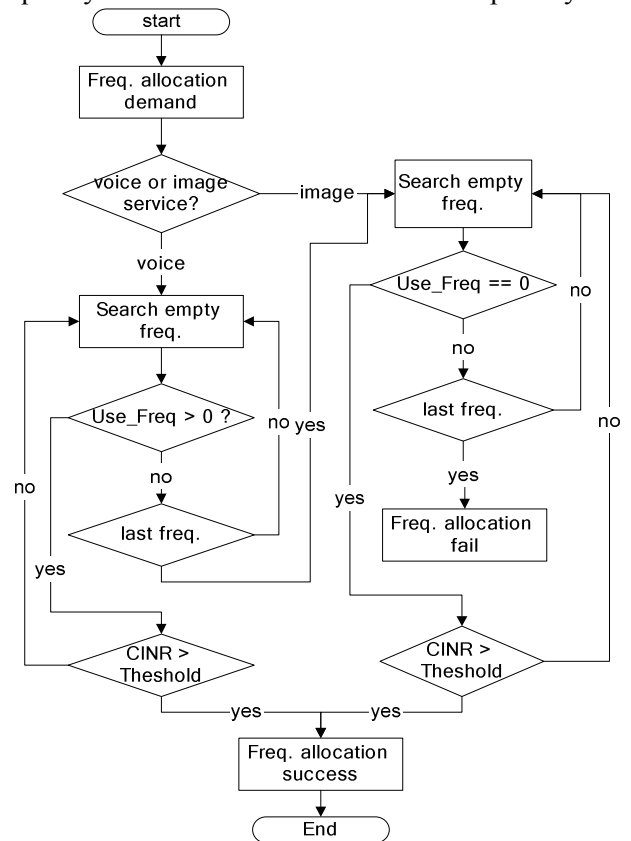 start
Freq. allocation
demand
voice or image
service?
image
voice
Search empty
freq.
Use_Freq > 0 ?
no
yes
last freq.
no
yes
no
CINR >
Theshold
yes
Search empty
freq.
Use_Freq == 0
no
yes
last freq.
no
yes
Freq. allocation
fail
CINR >
Theshold
no
yes
Freq. allocation
success
End